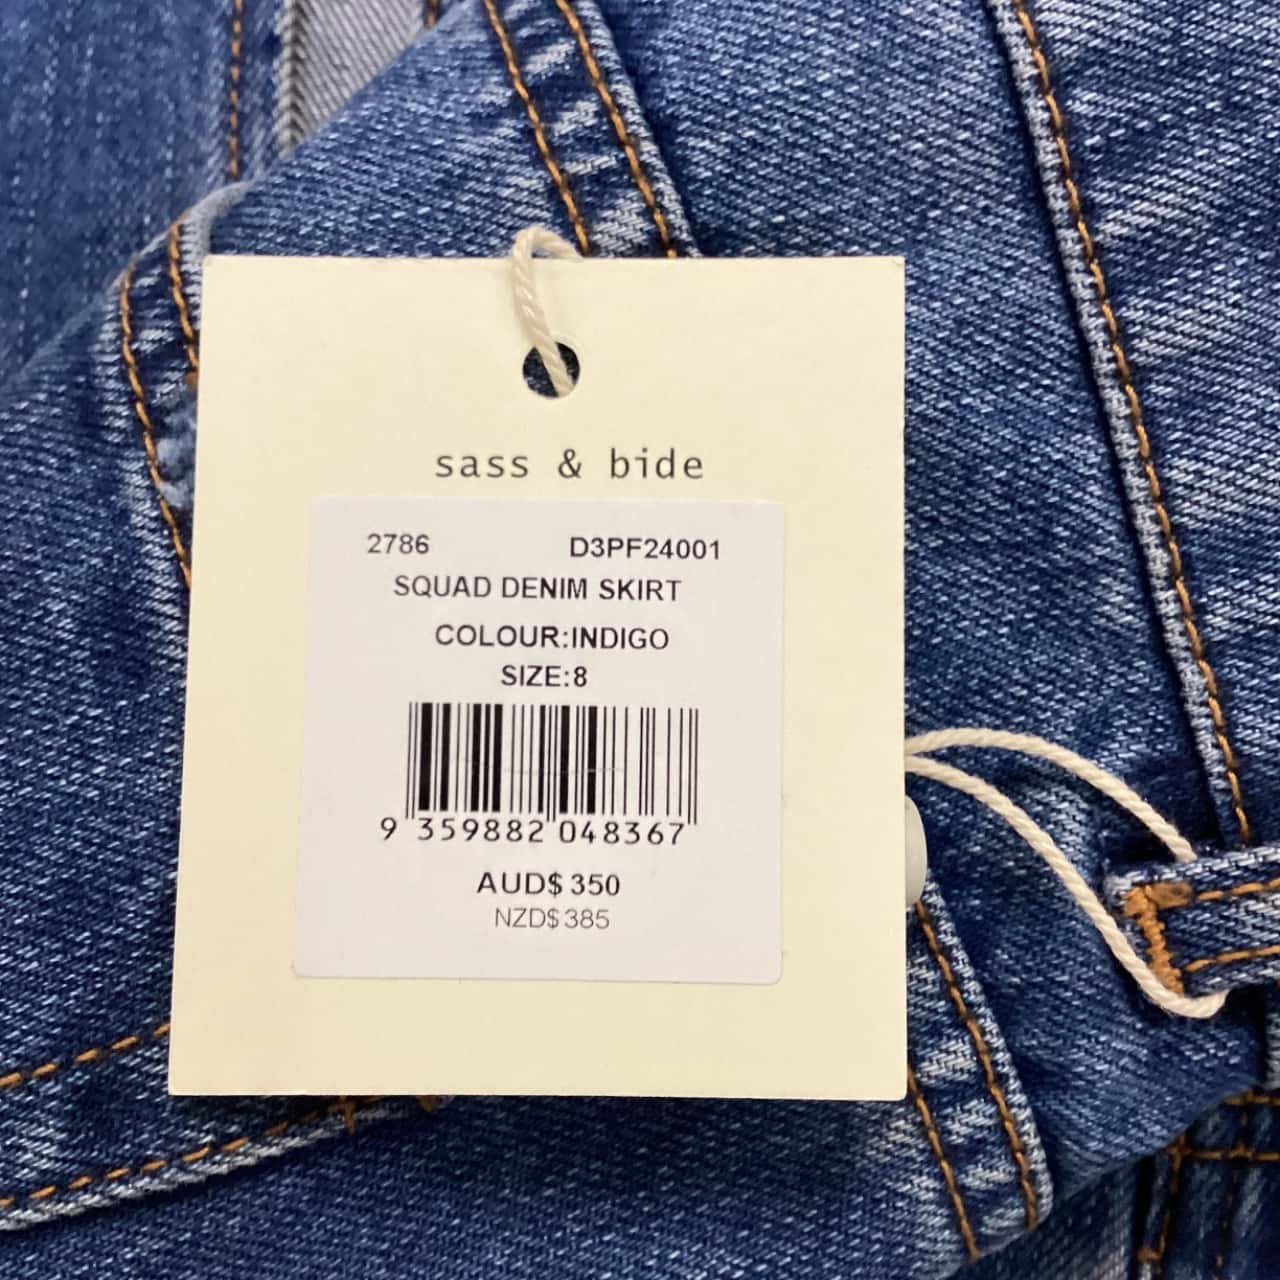 sass & bide
2786 D3PF24001
SQUAD DENIM SKIRT
COLOUR:INDIGO
SIZE:8
9 359882 048367
AUD$ 350
NZD$ 385